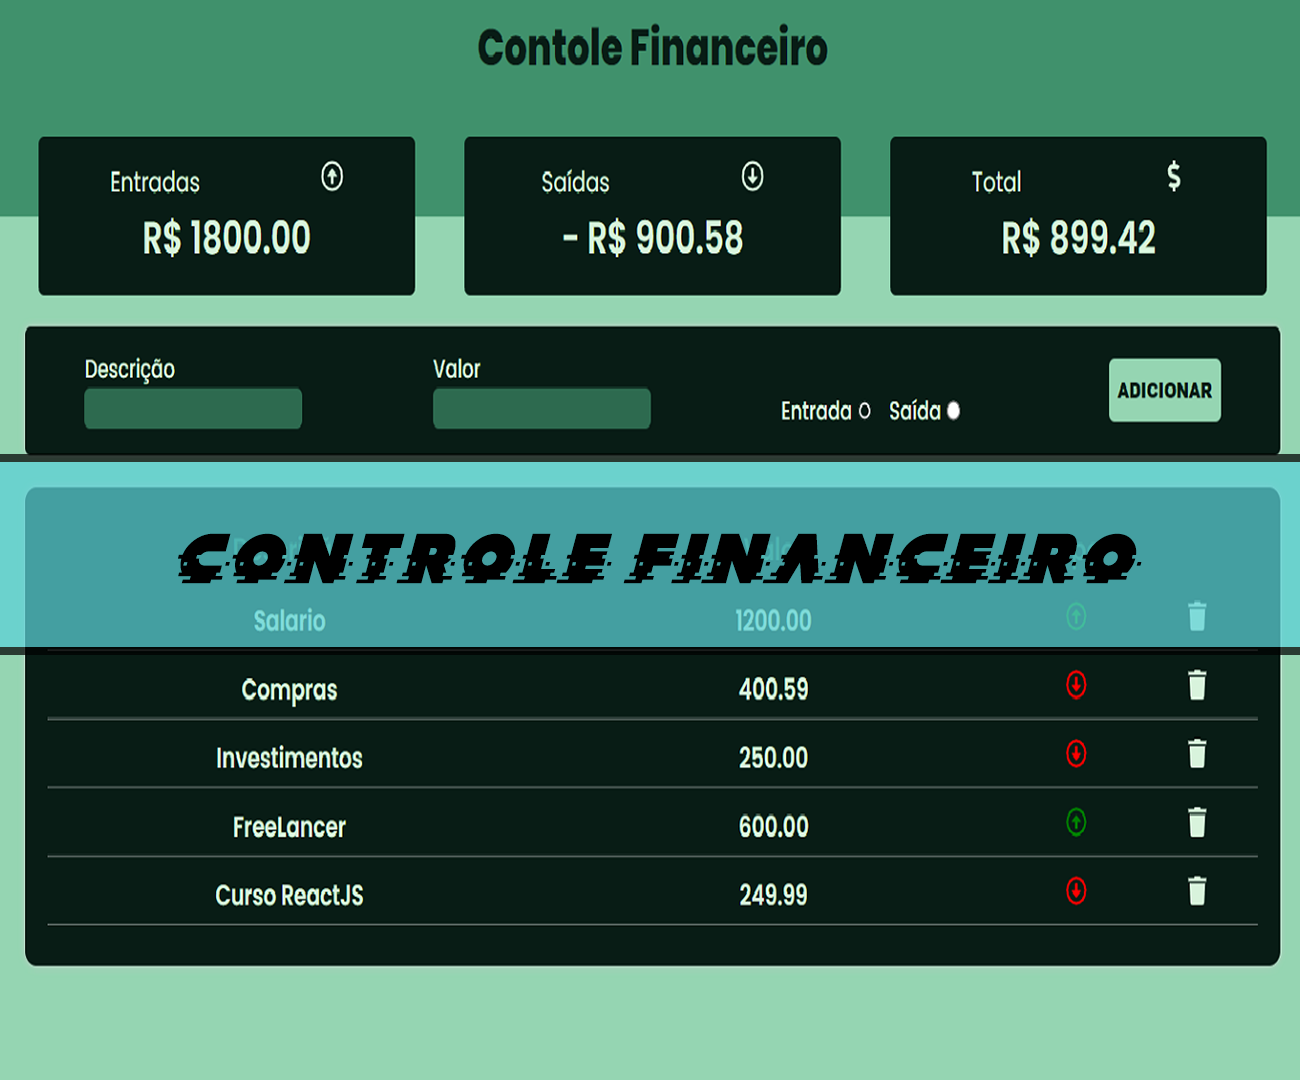 Contole Financeiro
Entradas
R$ 1800.00
Saídas
- R$ 900.58
Total $
R$ 899.42
Descrição
Valor
Entrada Saída
ADICIONAR
CONTROLE FINANCEIRO
Salario 1200.00
Compras 400.59
Investimentos 250.00
FreeLancer 600.00
Curso ReactJS 249.99